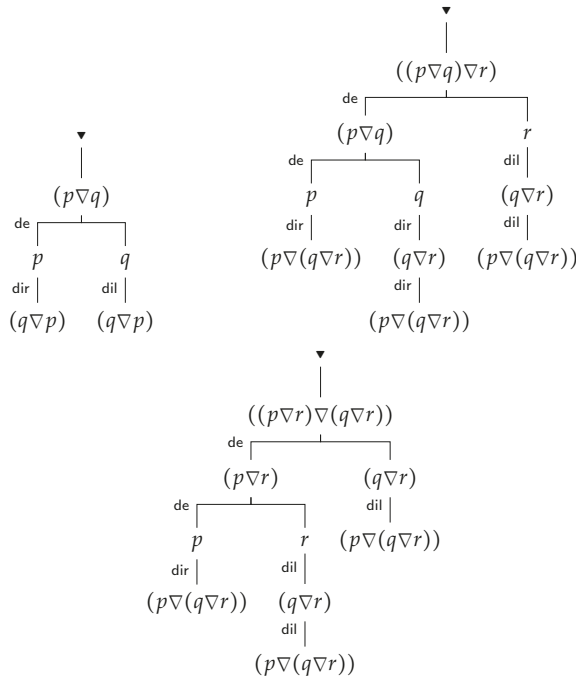 ▼
(p∇q)
de
p q
dir dil
(q∇p) (q∇p)
▼
((p∇q)∇r)
de
(p∇q) r
de dil
p q (q∇r)
dir dir dil
(p∇(q∇r)) (q∇r) (p∇(q∇r))
dir
(p∇(q∇r))
▼
((p∇r)∇(q∇r))
de
(p∇r) (q∇r)
de dil
p r (p∇(q∇r))
dir dil
(p∇(q∇r)) (q∇r)
dil
(p∇(q∇r))